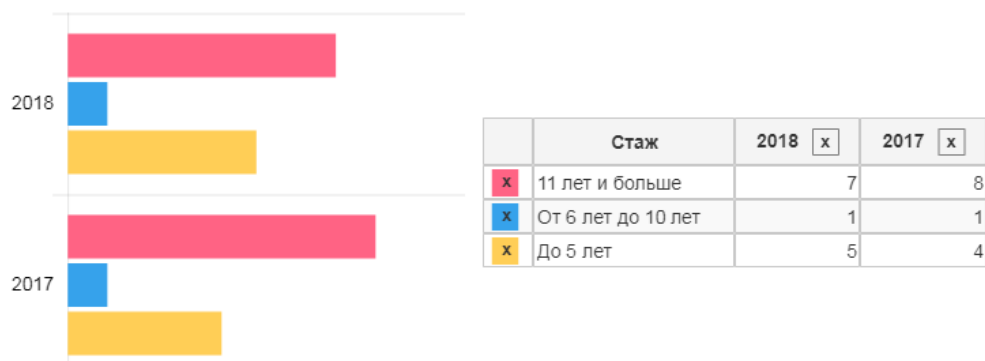 2018
2017
Стаж 2018 x 2017 x
x 11 лет и больше 7 8
x От 6 лет до 10 лет 1 1
x До 5 лет 5 4